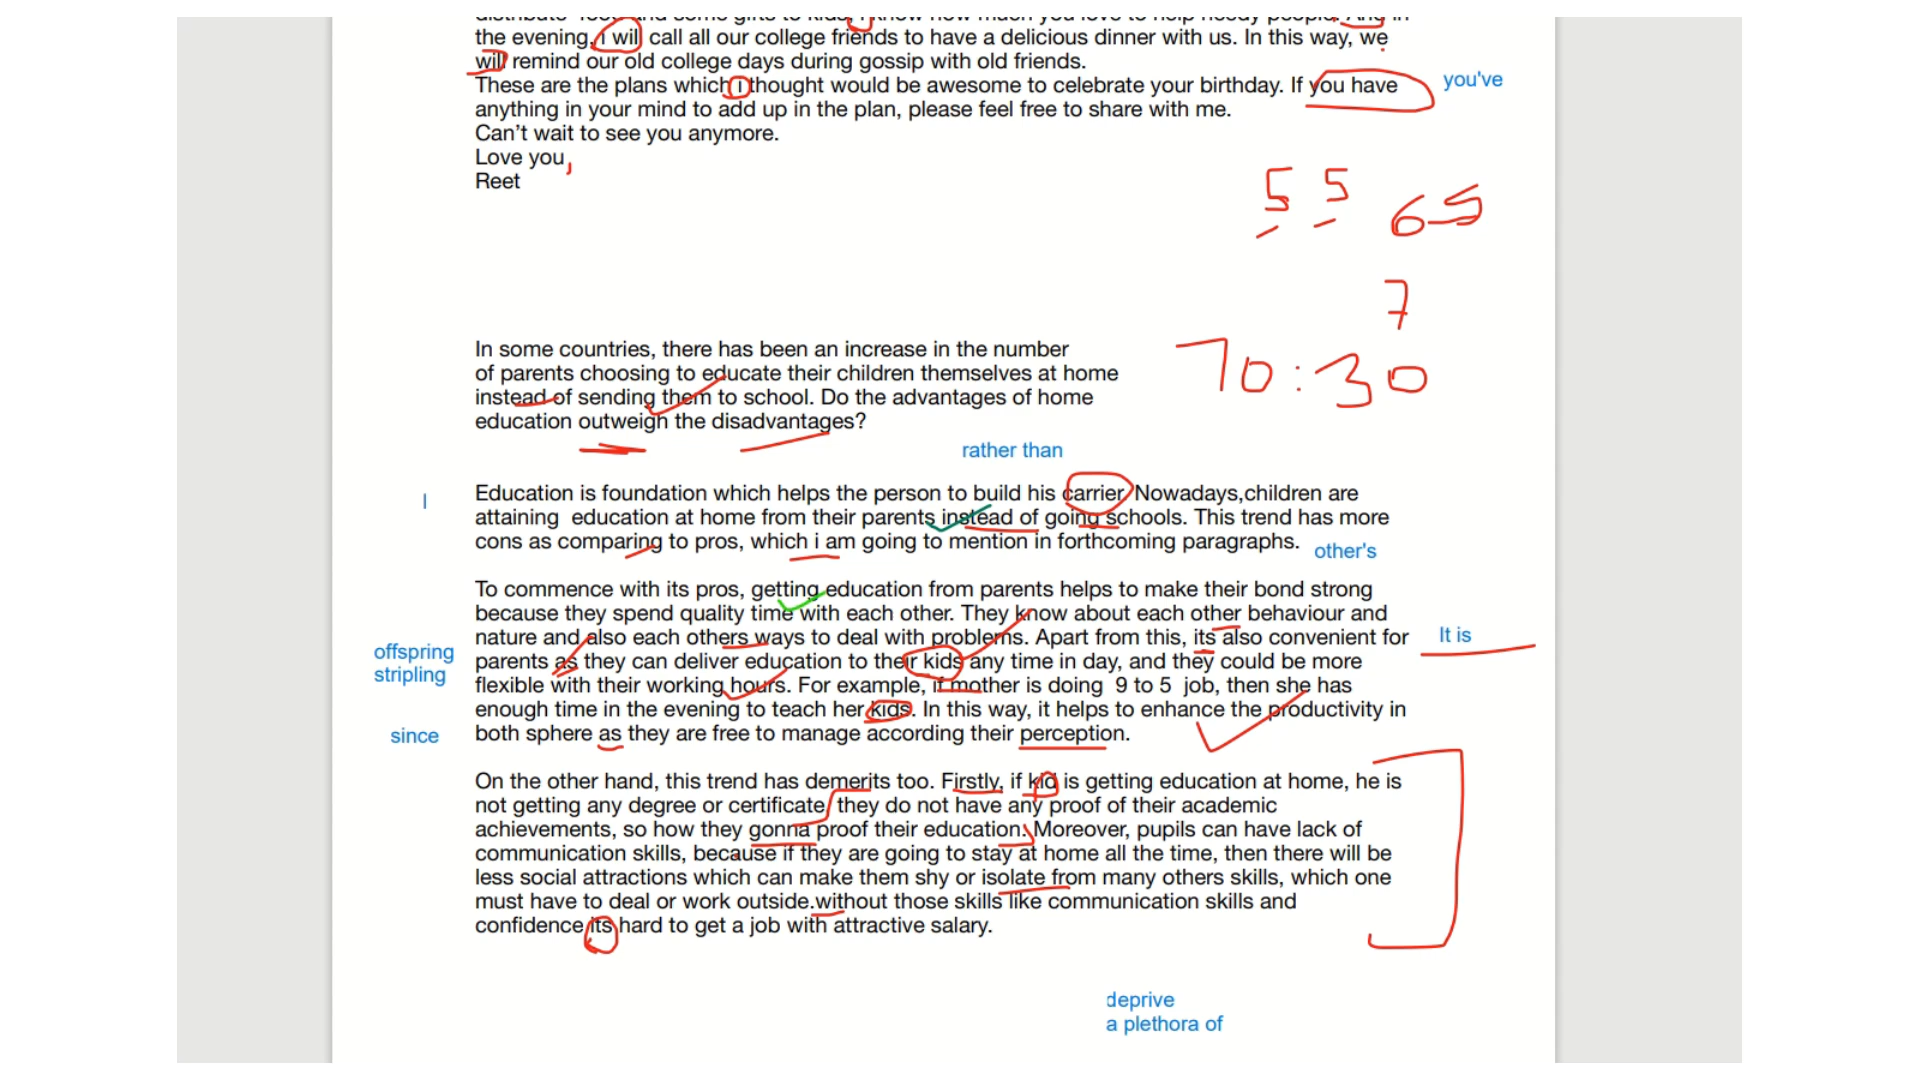 distribute food and some gifts to kids, i know how much you love to help needy people. And in
the evening, i will call all our college friends to have a delicious dinner with us. In this way, we
will remind our old college days during gossip with old friends.
These are the plans which i thought would be awesome to celebrate your birthday. If you have
you've
anything in your mind to add up in the plan, please feel free to share with me.
Can't wait to see you anymore.
Love you,
Reet
5 5 6-5
7
70:30
In some countries, there has been an increase in the number
of parents choosing to educate their children themselves at home
instead of sending them to school. Do the advantages of home
education outweigh the disadvantages?
rather than
I
Education is foundation which helps the person to build his carrier Nowadays,children are
attaining education at home from their parents instead of going schools. This trend has more
cons as comparing to pros, which i am going to mention in forthcoming paragraphs.
other's
To commence with its pros, getting education from parents helps to make their bond strong
because they spend quality time with each other. They know about each other behaviour and
nature and also each others ways to deal with problems. Apart from this, its also convenient for
It is
offspring
stripling
parents as they can deliver education to their kids any time in day, and they could be more
flexible with their working hours. For example, if mother is doing 9 to 5 job, then she has
enough time in the evening to teach her kids. In this way, it helps to enhance the productivity in
since
both sphere as they are free to manage according their perception.
On the other hand, this trend has demerits too. Firstly, if kid is getting education at home, he is
not getting any degree or certificate, they do not have any proof of their academic
achievements, so how they gonna proof their education. Moreover, pupils can have lack of
communication skills, because if they are going to stay at home all the time, then there will be
less social attractions which can make them shy or isolate from many others skills, which one
must have to deal or work outside.without those skills like communication skills and
confidence its hard to get a job with attractive salary.
deprive
a plethora of